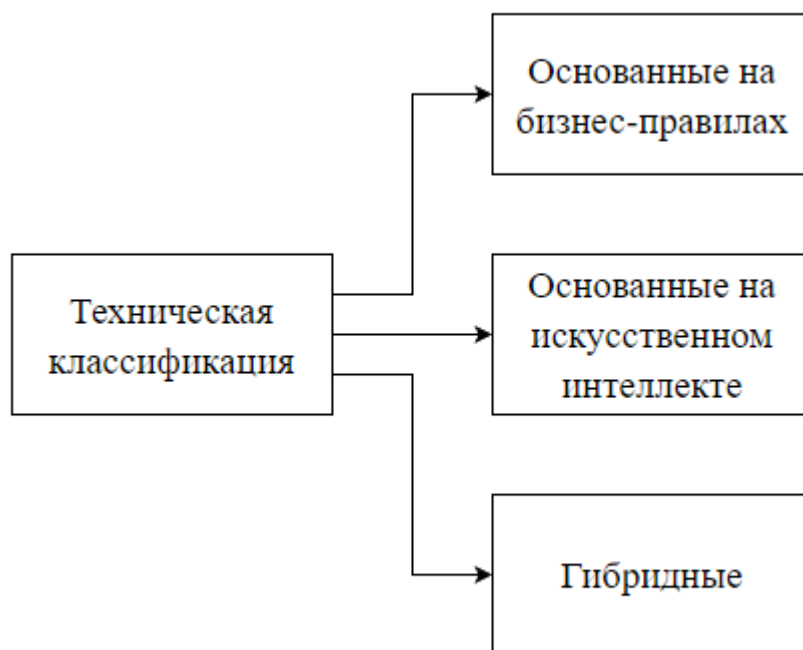 Основанные на
бизнес-правилах
Техническая
классификация
Основанные на
искусственном
интеллекте
Гибридные